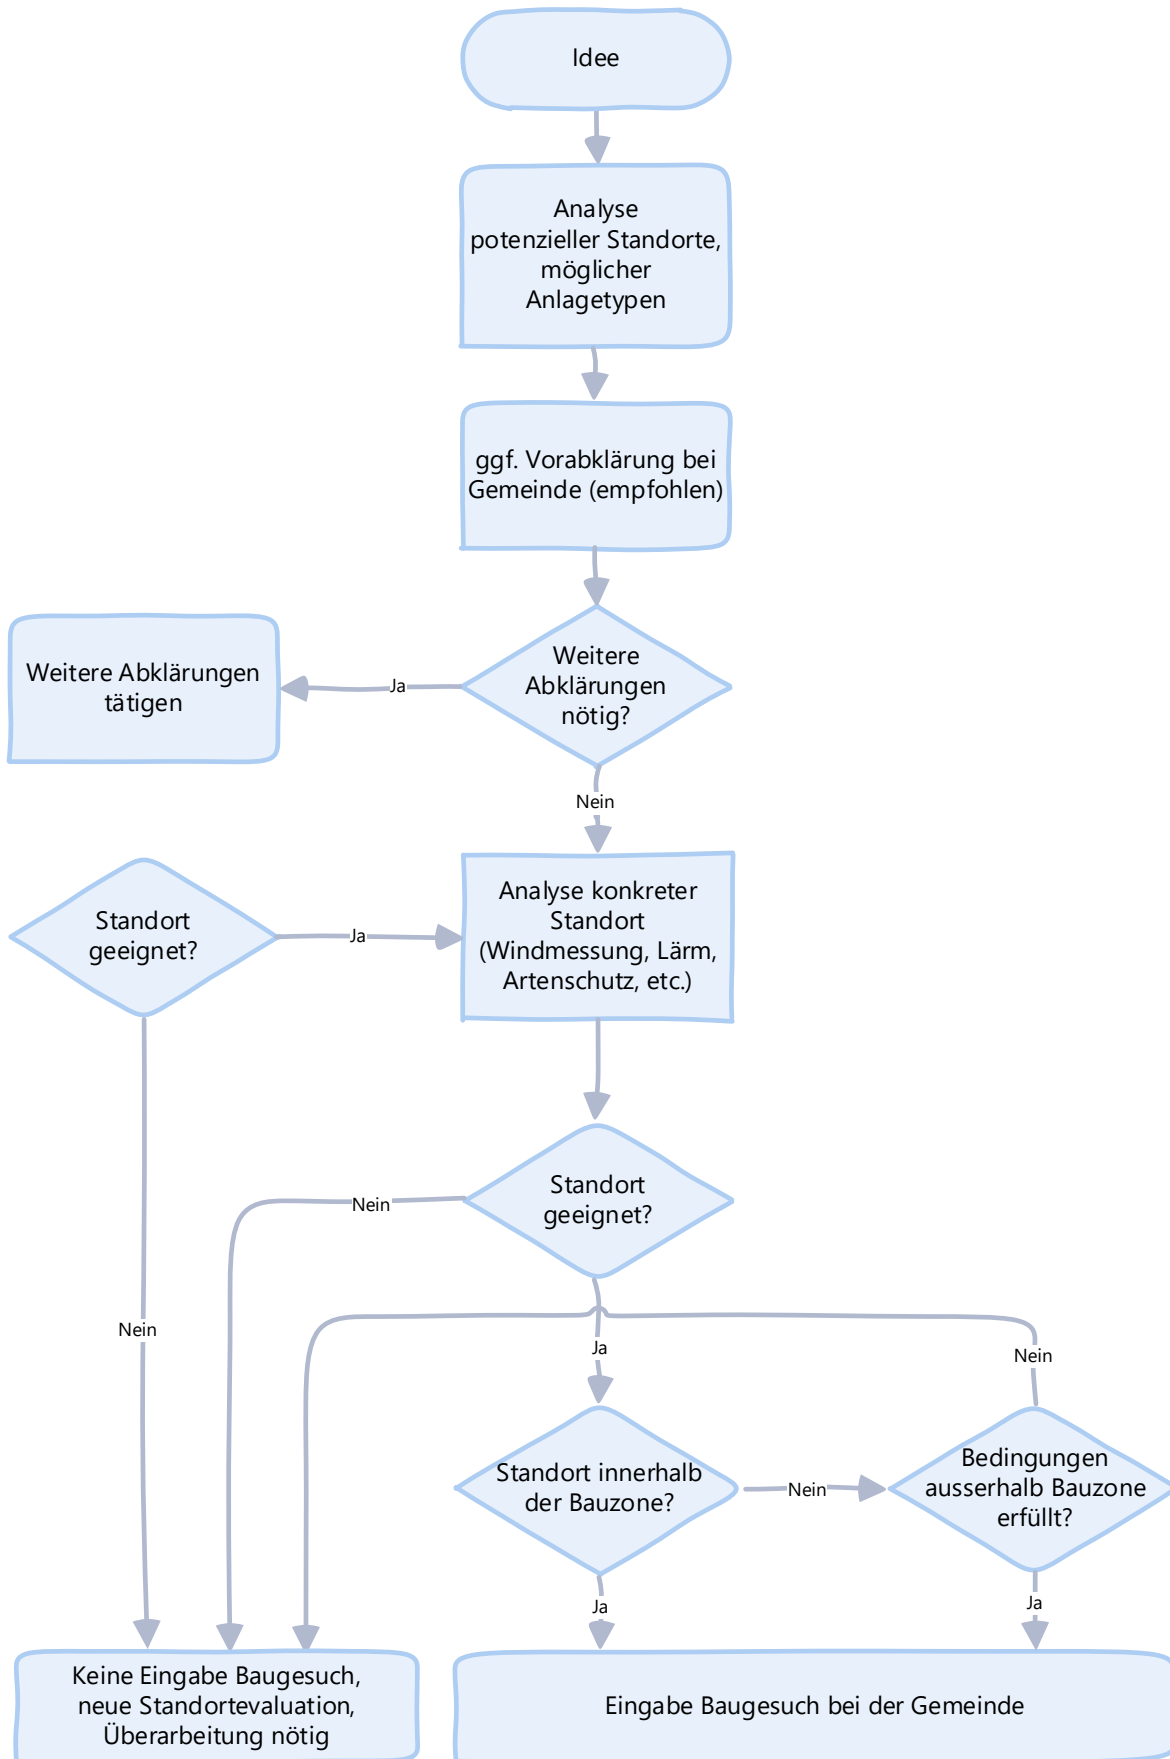 Idee
Analyse
potenzieller Standorte,
möglicher
Anlagetypen
ggf. Vorabklärung bei
Gemeinde (empfohlen)
Weitere
Abklärungen
nötig?
Ja
Weitere Abklärungen
tätigen
Nein
Standort
geeignet?
Ja
Analyse konkreter
Standort
(Windmessung, Lärm,
Artenschutz, etc.)
Standort
geeignet?
Nein
Nein
Ja
Nein
Standort innerhalb
der Bauzone?
Nein
Bedingungen
ausserhalb Bauzone
erfüllt?
Ja
Ja
Keine Eingabe Baugesuch,
neue Standortevaluation,
Überarbeitung nötig
Eingabe Baugesuch bei der Gemeinde